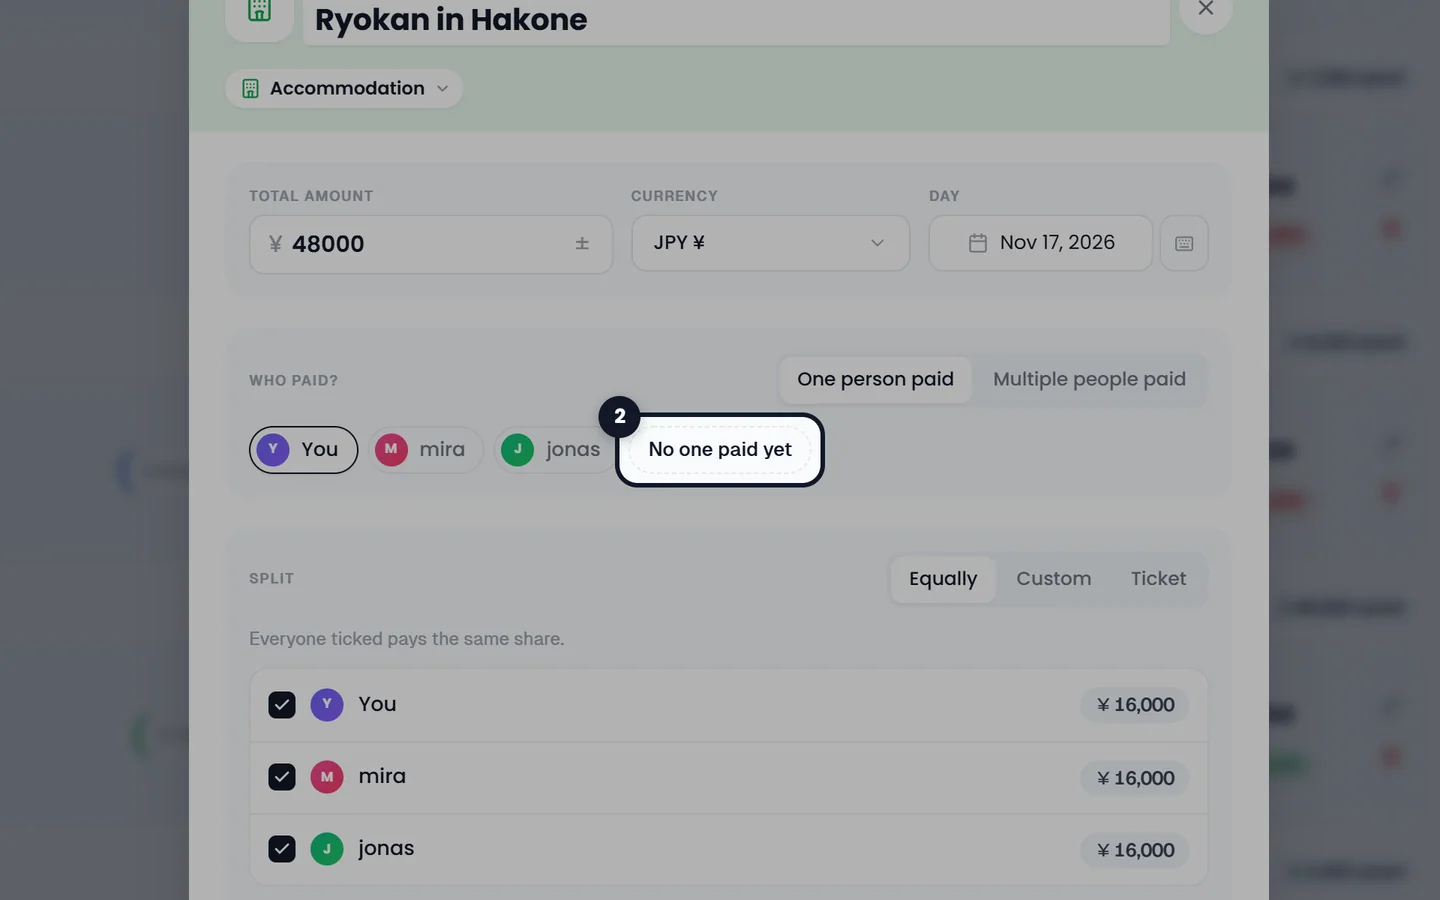 Ryokan in Hakone
Accommodation
TOTAL AMOUNT
CURRENCY
DAY
¥ 48000
±
JPY ¥
Nov 17, 2026
WHO PAID?
One person paid
Multiple people paid
2
Y You
M mira
J jonas
No one paid yet
SPLIT
Equally
Custom
Ticket
Everyone ticked pays the same share.
Y You ¥ 16,000
M mira ¥ 16,000
J jonas ¥ 16,000